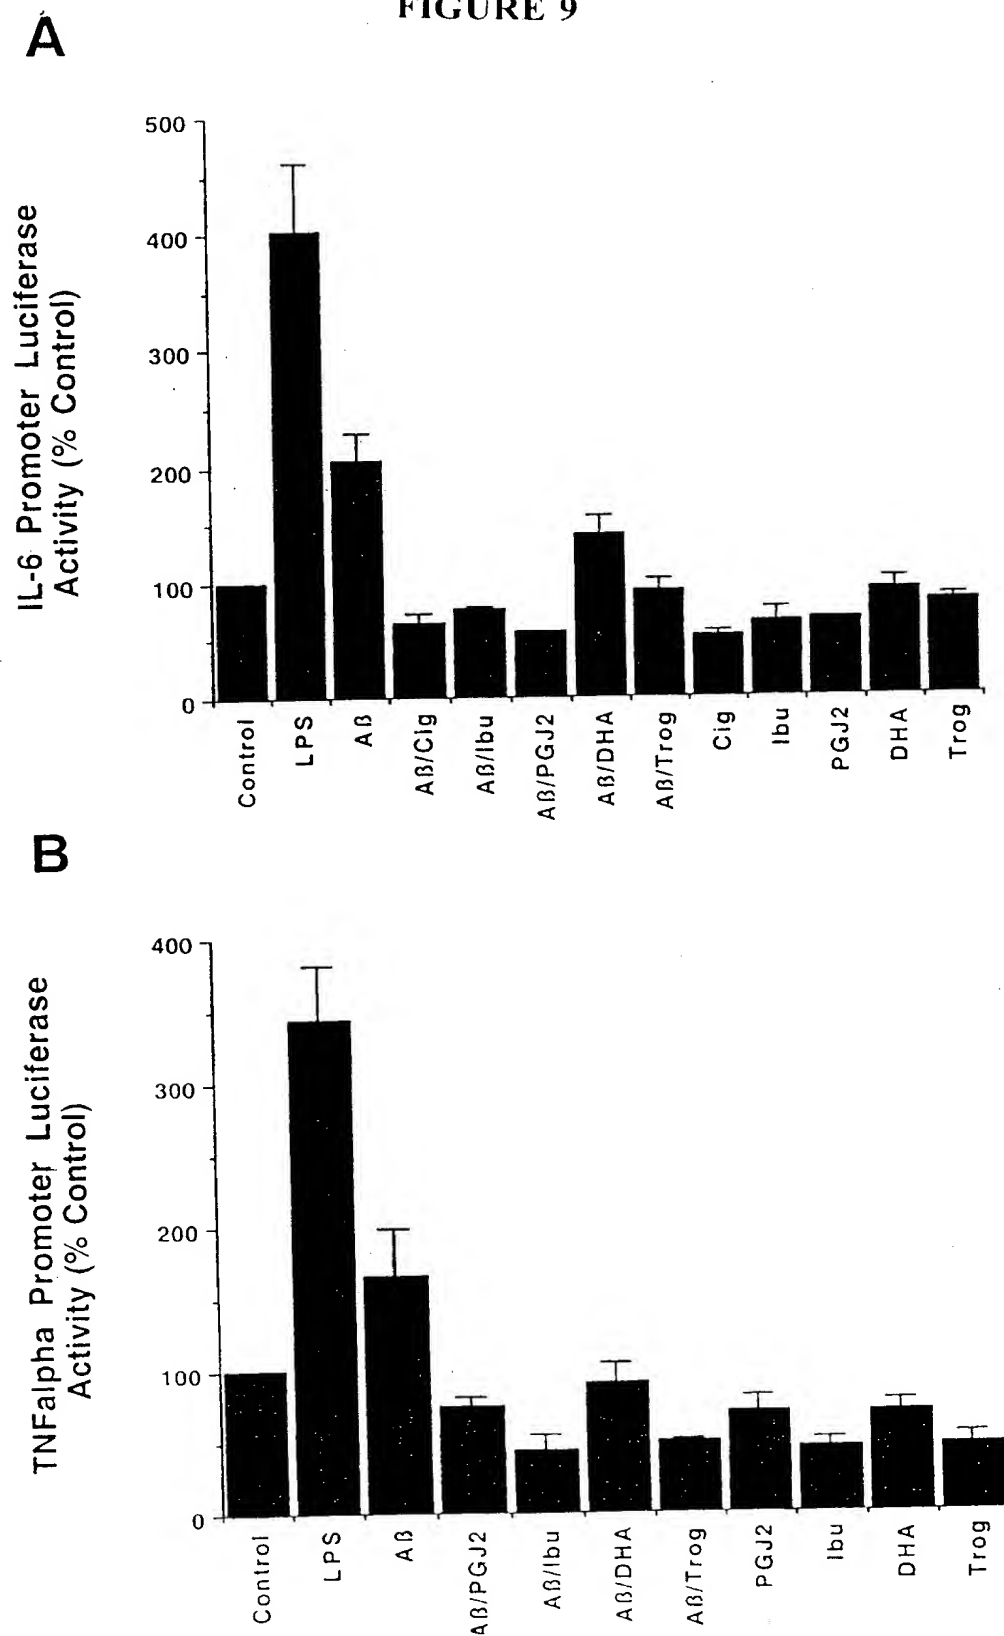 FIGURE 9
A
IL-6 Promoter Luciferase
Activity (% Control)
500
400
300
200
100
0
Control
LPS
Aß
Aß/Cig
Aß/Ibu
Aß/PGJ2
Aß/DHA
Aß/Trog
Cig
Ibu
PGJ2
DHA
Trog
B
TNFalpha Promoter Luciferase
Activity (% Control)
400
300
200
100
0
Control
LPS
Aß
Aß/PGJ2
Aß/Ibu
Aß/DHA
Aß/Trog
PGJ2
Ibu
DHA
Trog